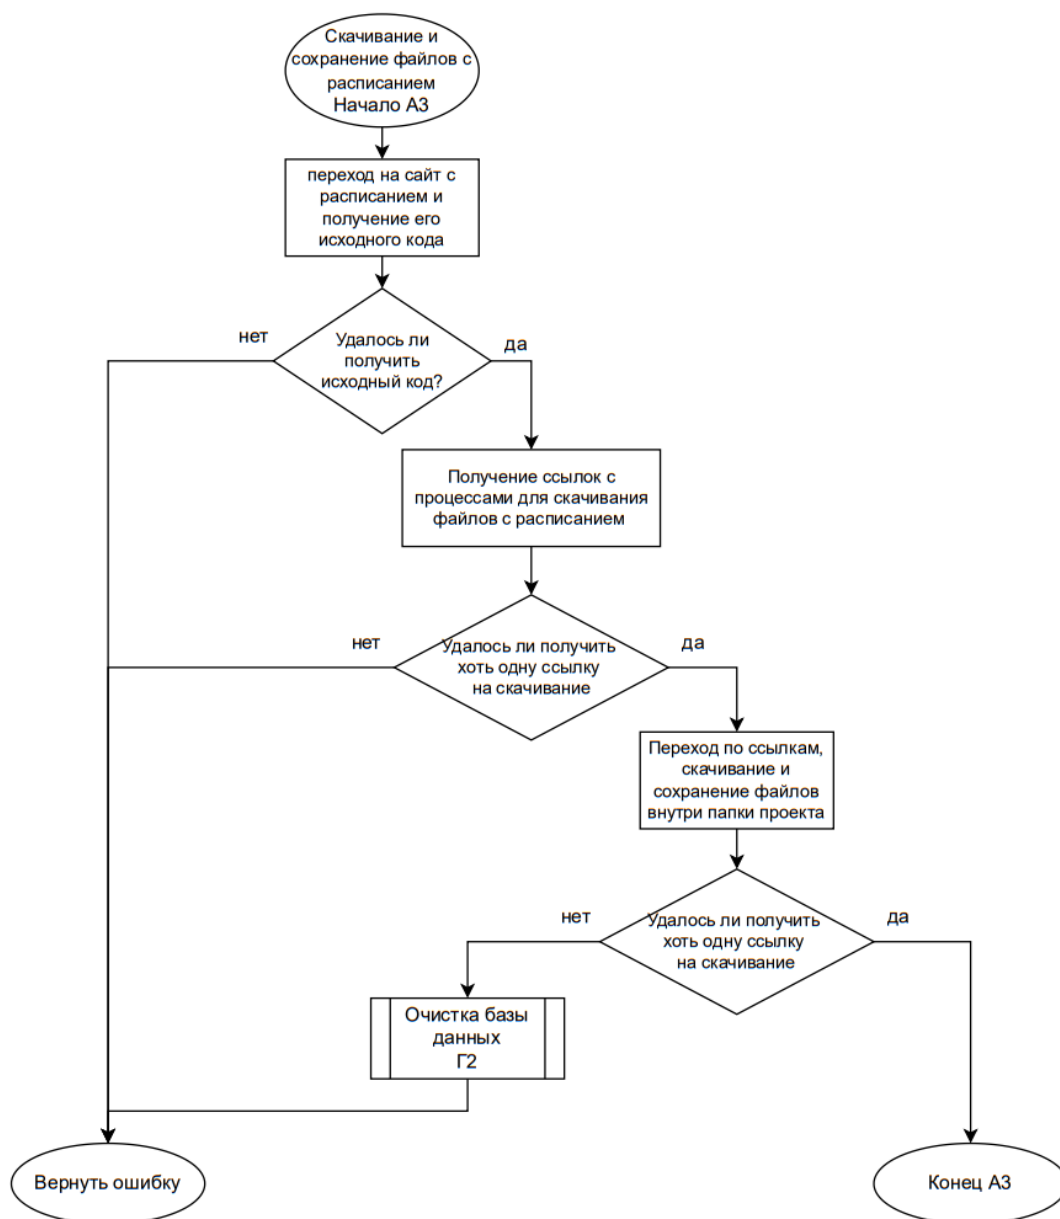 Скачивание и
сохранение файлов с
расписанием
Начало А3
переход на сайт с
расписанием и
получение его
исходного кода
нет
Удалось ли
получить
исходный код?
да
Получение ссылок с
процессами для скачивания
файлов с расписанием
нет
Удалось ли получить
хоть одну ссылку
на скачивание
да
Переход по ссылкам,
скачивание и
сохранение файлов
внутри папки проекта
нет
Удалось ли получить
хоть одну ссылку
на скачивание
да
Очистка базы
данных
Г2
Вернуть ошибку
Конец А3